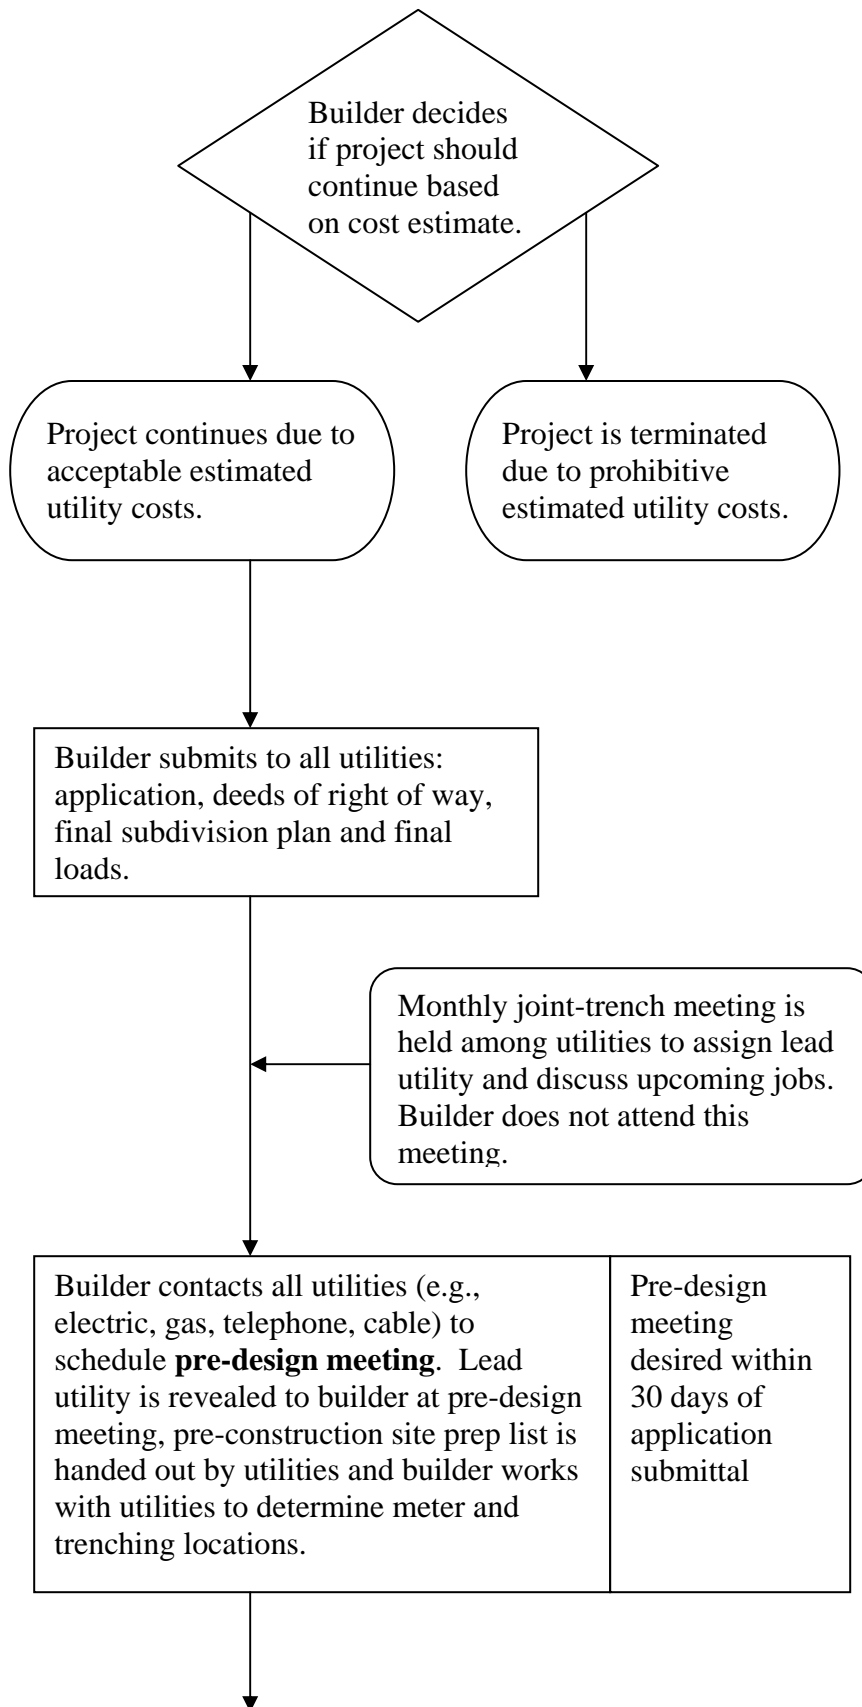 Builder decides
if project should
continue based
on cost estimate.
Project continues due to
acceptable estimated
utility costs.
Project is terminated
due to prohibitive
estimated utility costs.
Builder submits to all utilities:
application, deeds of right of way,
final subdivision plan and final
loads.
Monthly joint-trench meeting is
held among utilities to assign lead
utility and discuss upcoming jobs.
Builder does not attend this
meeting.
Builder contacts all utilities (e.g.,
electric, gas, telephone, cable) to
schedule pre-design meeting.  Lead
utility is revealed to builder at pre-design
meeting, pre-construction site prep list is
handed out by utilities and builder works
with utilities to determine meter and
trenching locations.
Pre-design
meeting
desired within
30 days of
application
submittal